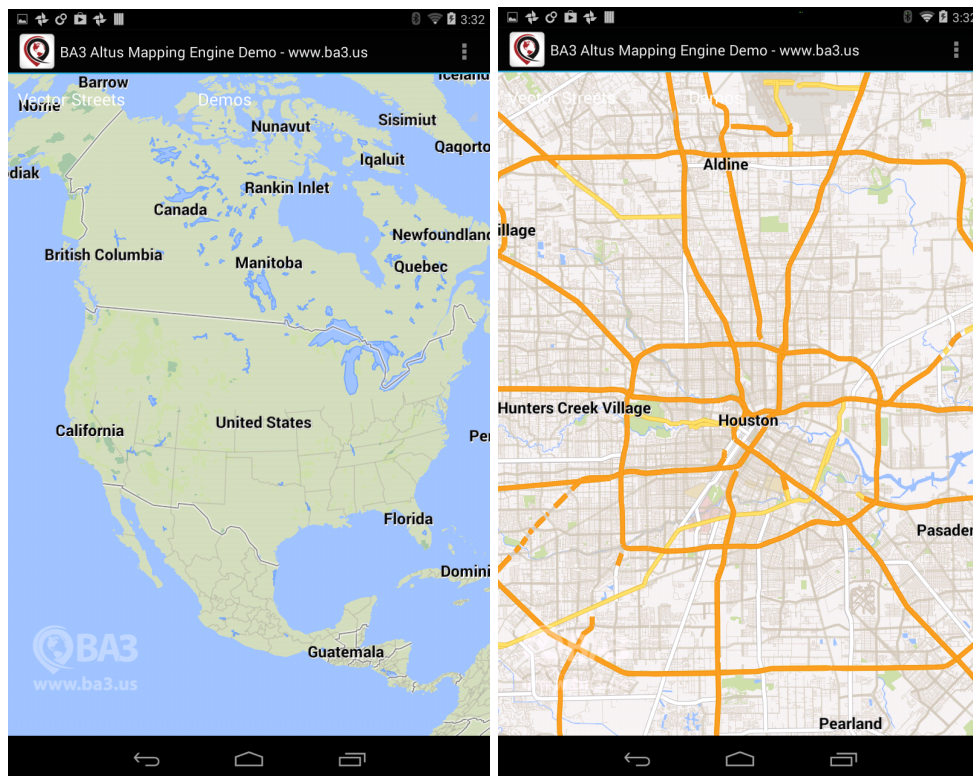 3:32
BA3 Altus Mapping Engine Demo - www.ba3.us
Barrow
Iceland
Vector Streets
Demos
Nome
Nunavut
Sisimiut
Qaqorto
Iqaluit
diak
Rankin Inlet
Canada
Newfoundland
British Columbia
Manitoba
Quebec
United States
California
Per
Florida
Domini
BA3
Guatemala
www.ba3.us
3:32
BA3 Altus Mapping Engine Demo - www.ba3.us
Vector Streets
Demos
Aldine
illage
Hunters Creek Village
Houston
Pasaden
Pearland